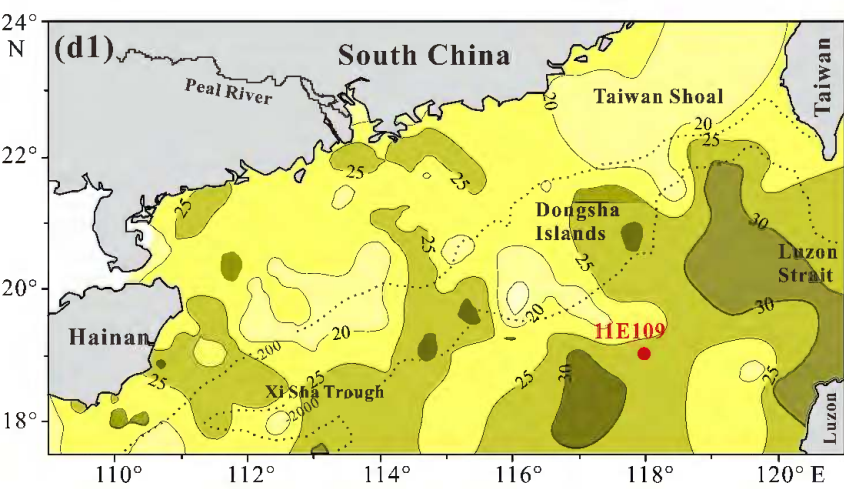 24°
N
(d1)
South China
Peal River
Taiwan Shoal
Taiwan
20
20
25
22°
25
25
25
Dongsha
Islands
30
25
25
Luzon
Strait
20°
20
20
30
Hainan
11E109
200
25
25
25
30
25
Xi Sha Trough
2000
18°
Luzon
110°
112°
114°
116°
118°
120° E